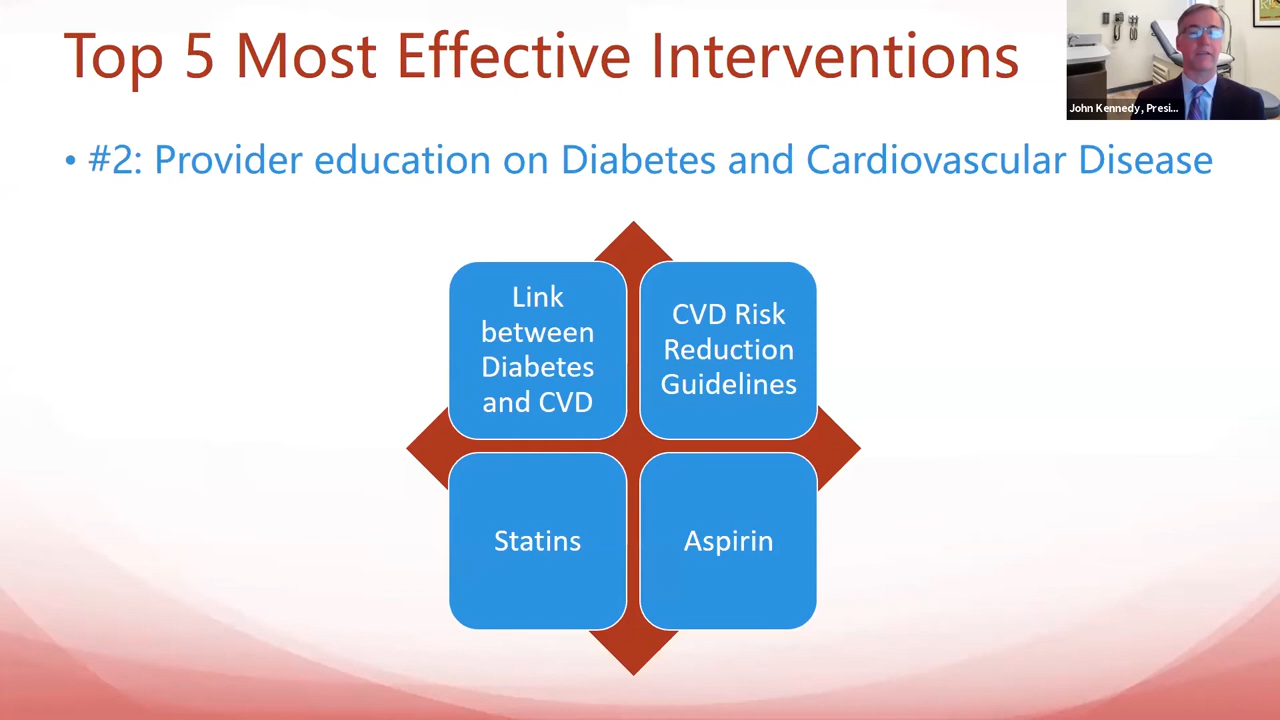 Top 5 Most Effective Interventions
John Kennedy, Presi...
• #2: Provider education on Diabetes and Cardiovascular Disease
Link
between
Diabetes
and CVD
CVD Risk
Reduction
Guidelines
Statins
Aspirin